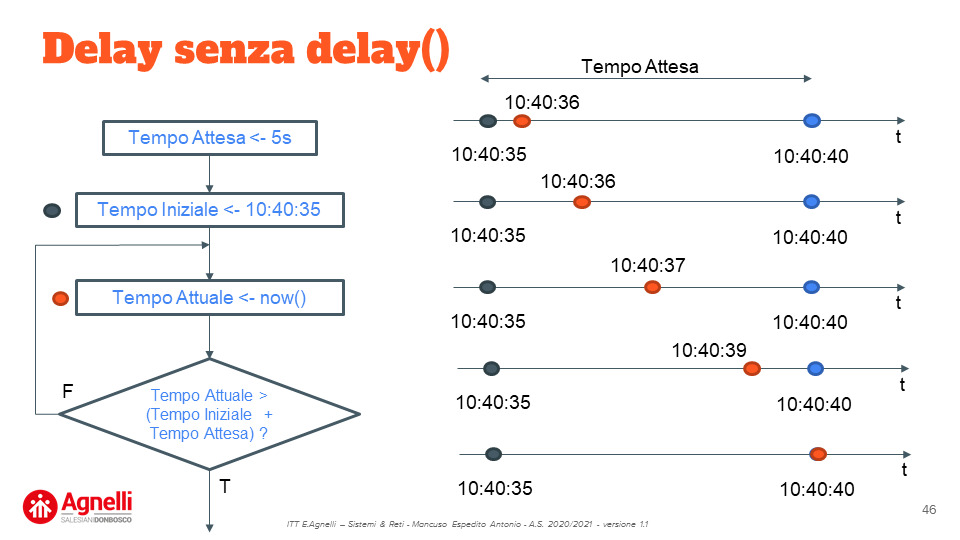 Delay senza delay()
Tempo Attesa <- 5s
Tempo Iniziale <- 10:40:35
Tempo Attuale <- now()
F
Tempo Attuale >
(Tempo Iniziale +
Tempo Attesa) ?
T
Tempo Attesa
10:40:36
t
10:40:35
10:40:40
10:40:36
t
10:40:35
10:40:40
10:40:37
t
10:40:35
10:40:40
10:40:39
t
10:40:35
10:40:40
t
10:40:35
10:40:40
Agnelli
SALESIANIDONBOSCO
ITT E.Agnelli – Sistemi & Reti - Mancuso Espedito Antonio - A.S. 2020/2021 - versione 1.1
46